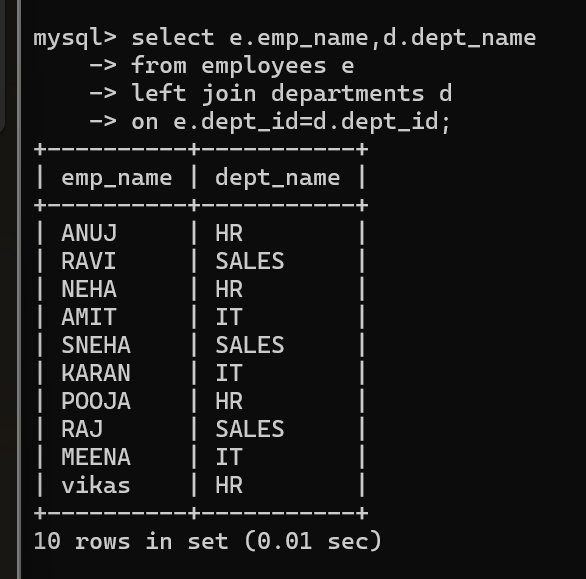 mysql> select e.emp_name,d.dept_name
    -> from employees e
    -> left join departments d
    -> on e.dept_id=d.dept_id;
+----------+-----------+
| emp_name | dept_name |
+----------+-----------+
| ANUJ     | HR        |
| RAVI     | SALES     |
| NEHA     | HR        |
| AMIT     | IT        |
| SNEHA    | SALES     |
| KARAN    | IT        |
| POOJA    | HR        |
| RAJ      | SALES     |
| MEENA    | IT        |
| vikas    | HR        |
+----------+-----------+
10 rows in set (0.01 sec)